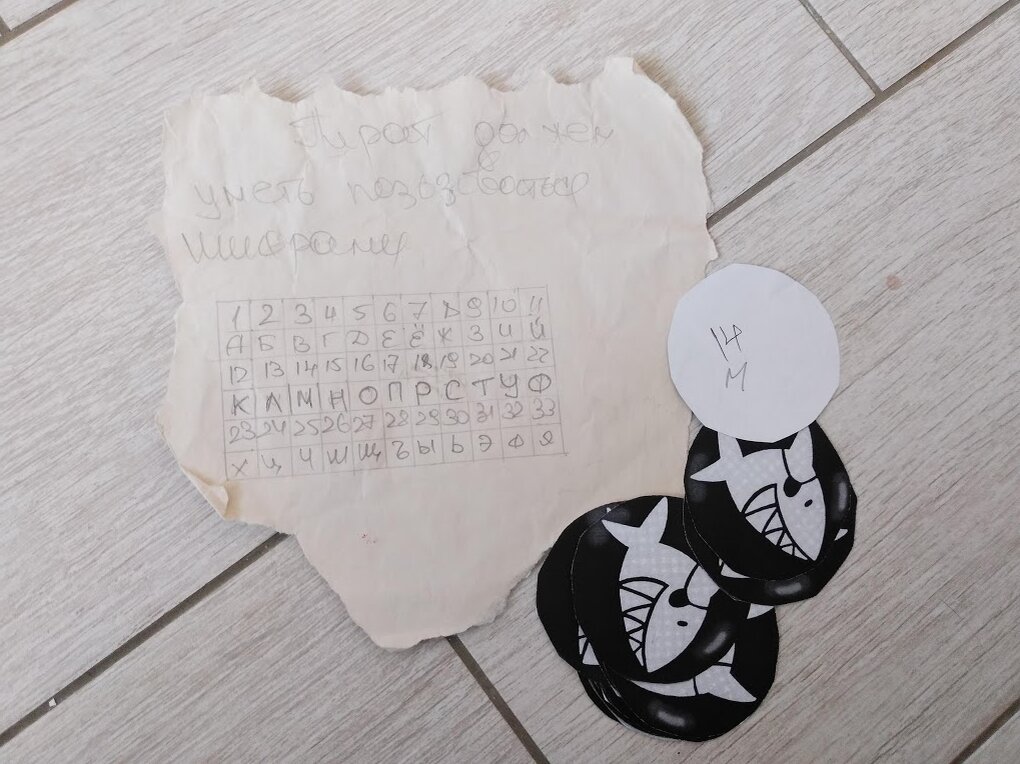 Пират должен
уметь пользоваться
шифрами
1 2 3 4 5 6 7 8 9 10 11
А Б В Г Д Е Ё Ж З И Й
12 13 14 15 16 17 18 19 20 21 22
К Л М Н О П Р С Т У Ф
23 24 25 26 27 28 29 30 31 32 33
Х Ц Ч Ш Щ Ъ Ы Ь Э Ю Я
14
М